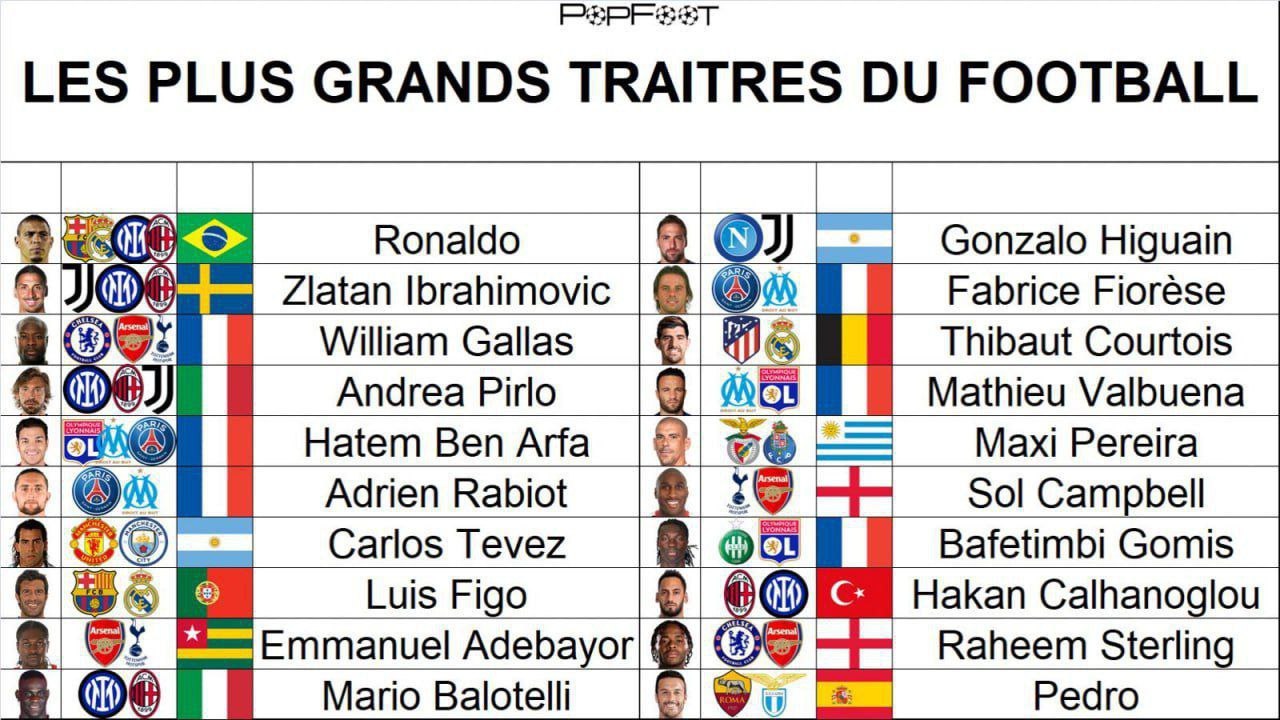 POPFOOT
LES PLUS GRANDS TRAITRES DU FOOTBALL
Ronaldo
Gonzalo Higuain
Zlatan Ibrahimovic
Fabrice Fiorèse
William Gallas
Thibaut Courtois
Andrea Pirlo
Mathieu Valbuena
Hatem Ben Arfa
Maxi Pereira
Adrien Rabiot
Sol Campbell
Carlos Tevez
Bafetimbi Gomis
Luis Figo
Hakan Calhanoglou
Emmanuel Adebayor
Raheem Sterling
Mario Balotelli
Pedro